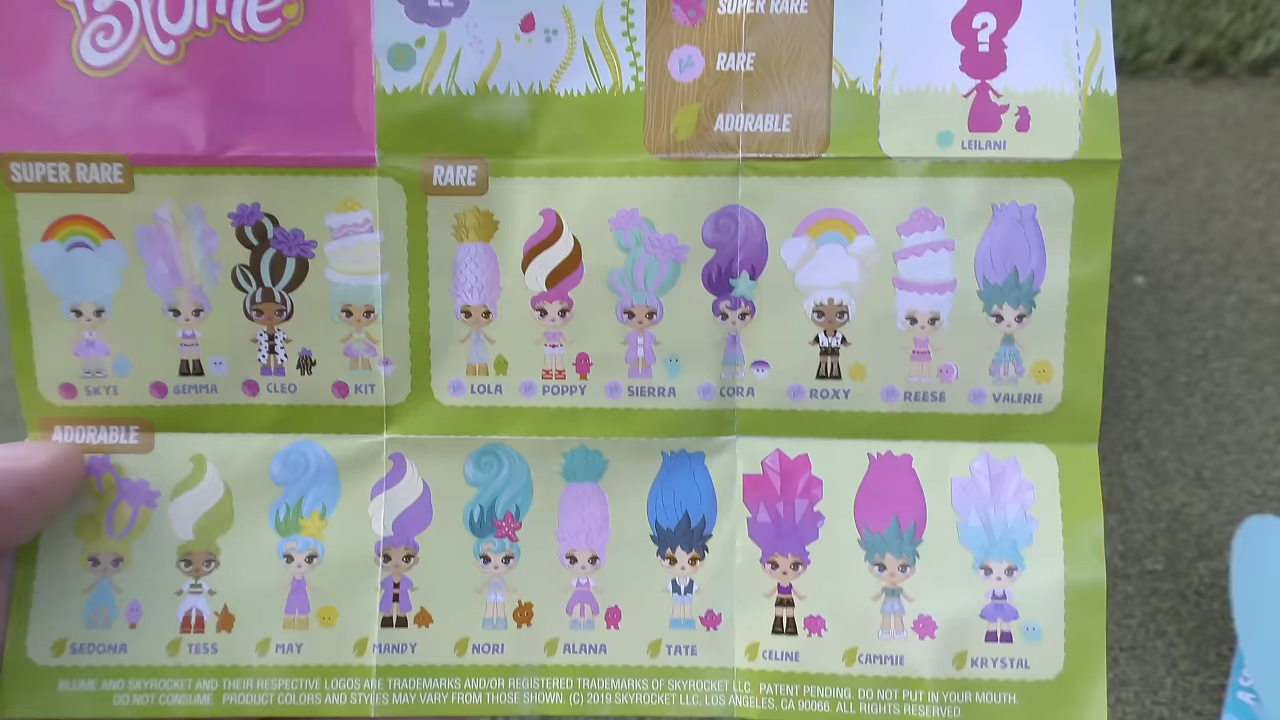 Blume
22
SUPER RARE
RARE
ADORABLE
?
LEILANI
SUPER RARE
RARE
SKYE GEMMA CLEO KIT
LOLA POPPY SIERRA CORA ROXY REESE VALERIE
ADORABLE
SEDONA TESS MAY MANDY NORI ALANA TATE CELINE CAMMIE KRYSTAL
BLUME AND SKYROCKET AND THEIR RESPECTIVE LOGOS ARE TRADEMARKS AND/OR REGISTERED TRADEMARKS OF SKYROCKET LLC. PATENT PENDING. DO NOT PUT IN YOUR MOUTH.
DO NOT CONSUME. PRODUCT COLORS AND STYLES MAY VARY FROM THOSE SHOWN. (C) 2019 SKYROCKET LLC, LOS ANGELES, CA 90066. ALL RIGHTS RESERVED.